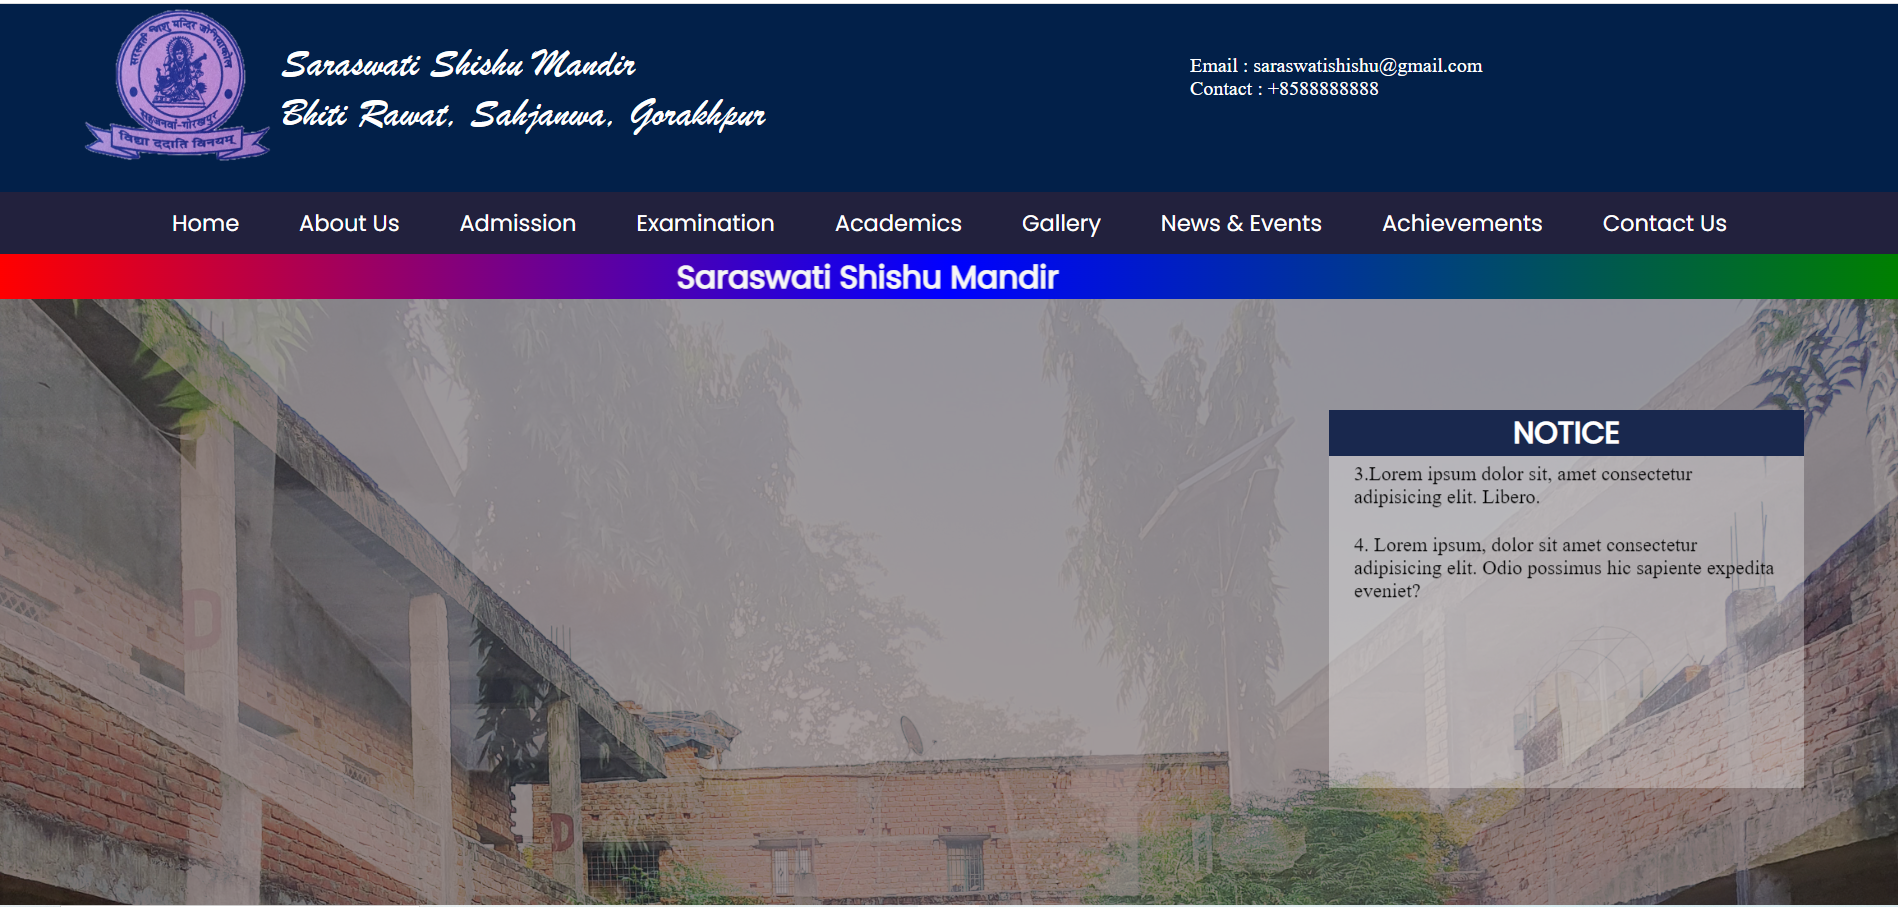 सरस्वती शिशु मन्दिर जोगियाकोल
सहजनवां-गोरखपुर
विद्या ददाति विनयम्
Saraswati Shishu Mandir
Bhiti Rawat, Sahjanwa, Gorakhpur
Email : saraswatishishu@gmail.com
Contact : +8588888888
Home About Us Admission Examination Academics Gallery News & Events Achievements Contact Us
Saraswati Shishu Mandir
NOTICE
3.Lorem ipsum dolor sit, amet consectetur
adipisicing elit. Libero.
4. Lorem ipsum, dolor sit amet consectetur
adipisicing elit. Odio possimus hic sapiente expedita
eveniet?
D
D